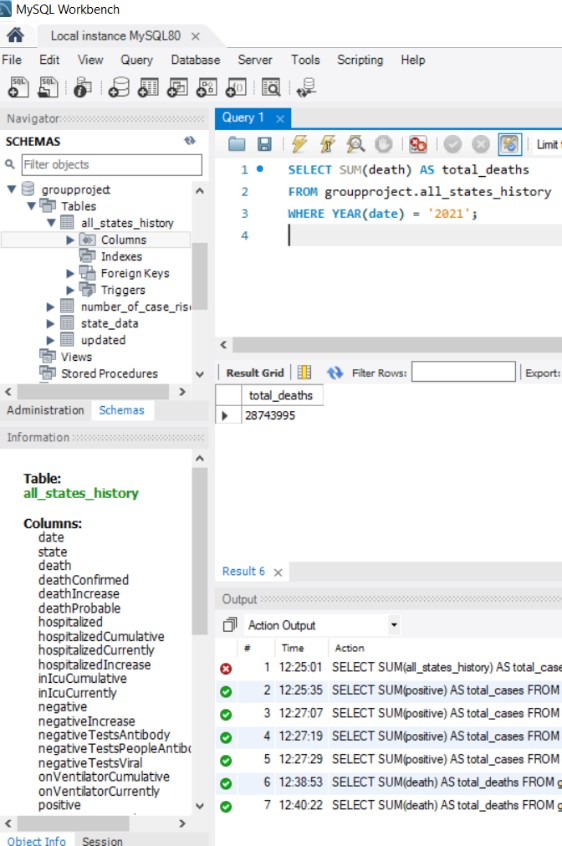 MySQL Workbench
Local instance MySQL80
File Edit View Query Database Server Tools Scripting Help
Navigator
SCHEMAS
Filter objects
groupproject
Tables
all_states_history
Columns
Indexes
Foreign Keys
Triggers
number_of_case_rise
state_data
updated
Views
Stored Procedures
Administration Schemas
Information
Table:
all_states_history
Columns:
date
state
death
deathConfirmed
deathIncrease
deathProbable
hospitalized
hospitalizedCumulative
hospitalizedCurrently
hospitalizedIncrease
inIcuCumulative
inIcuCurrently
negative
negativeIncrease
negativeTestsAntibody
negativeTestsPeopleAntibo
negativeTestsViral
onVentilatorCumulative
onVentilatorCurrently
positive
Object Info Session
Query 1
Limit
1 SELECT SUM(death) AS total_deaths
2 FROM groupproject.all_states_history
3 WHERE YEAR(date) = '2021';
4
Result Grid Filter Rows: Export:
total_deaths
28743995
Result 6
Output
Action Output
# Time Action
1 12:25:01 SELECT SUM(all_states_history) AS total_case
2 12:25:35 SELECT SUM(positive) AS total_cases FROM
3 12:27:07 SELECT SUM(positive) AS total_cases FROM
4 12:27:19 SELECT SUM(positive) AS total_cases FROM
5 12:27:29 SELECT SUM(positive) AS total_cases FROM
6 12:38:53 SELECT SUM(death) AS total_deaths FROM g
7 12:40:22 SELECT SUM(death) AS total_deaths FROM g